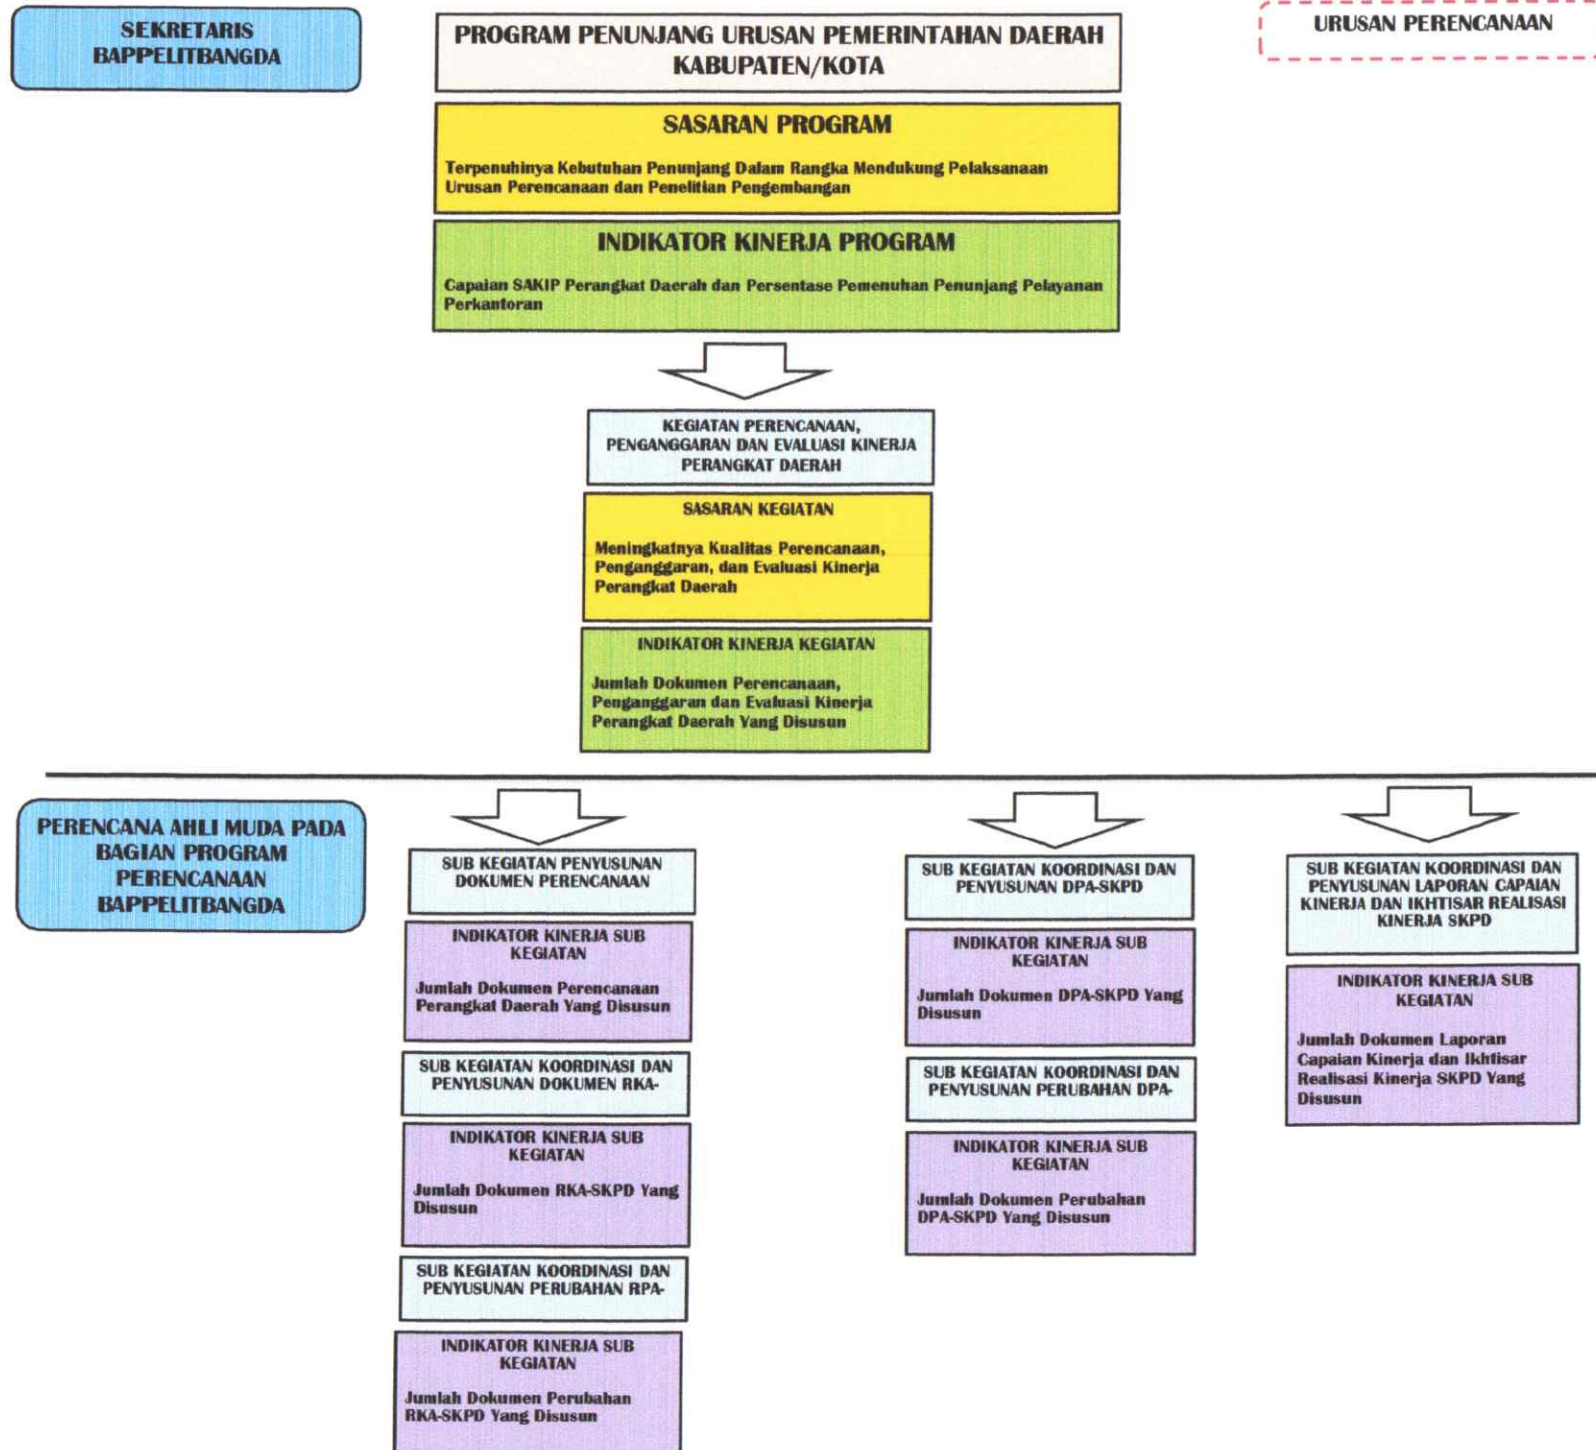 SEKRETARIS
BAPPELITBANGDA
PROGRAM PENUNJANG URUSAN PEMERINTAHAN DAERAH
KABUPATEN/KOTA
URUSAN PERENCANAAN
SASARAN PROGRAM
Terpenuhinya Kebutuhan Penunjang Dalam Rangka Mendukung Pelaksanaan
Urusan Perencanaan dan Penelitian Pengembangan
INDIKATOR KINERJA PROGRAM
Capaian SAKIP Perangkat Daerah dan Persentase Pemenuhan Penunjang Pelayanan
Perkantoran
KEGIATAN PERENCANAAN,
PENGANGGARAN DAN EVALUASI KINERJA
PERANGKAT DAERAH
SASARAN KEGIATAN
Meningkatnya Kualitas Perencanaan,
Penganggaran, dan Evaluasi Kinerja
Perangkat Daerah
INDIKATOR KINERJA KEGIATAN
Jumlah Dokumen Perencanaan,
Penganggaran dan Evaluasi Kinerja
Perangkat Daerah Yang Disusun
PERENCANA AHLI MUDA PADA
BAGIAN PROGRAM
PERENCANAAN
BAPPELITBANGDA
SUB KEGIATAN PENYUSUNAN
DOKUMEN PERENCANAAN
INDIKATOR KINERJA SUB
KEGIATAN
Jumlah Dokumen Perencanaan
Perangkat Daerah Yang Disusun
SUB KEGIATAN KOORDINASI DAN
PENYUSUNAN DOKUMEN RKA-
INDIKATOR KINERJA SUB
KEGIATAN
Jumlah Dokumen RKA-SKPD Yang
Disusun
SUB KEGIATAN KOORDINASI DAN
PENYUSUNAN PERUBAHAN RPA-
INDIKATOR KINERJA SUB
KEGIATAN
Jumlah Dokumen Perubahan
RKA-SKPD Yang Disusun
SUB KEGIATAN KOORDINASI DAN
PENYUSUNAN DPA-SKPD
INDIKATOR KINERJA SUB
KEGIATAN
Jumlah Dokumen DPA-SKPD Yang
Disusun
SUB KEGIATAN KOORDINASI DAN
PENYUSUNAN PERUBAHAN DPA-
INDIKATOR KINERJA SUB
KEGIATAN
Jumlah Dokumen Perubahan
DPA-SKPD Yang Disusun
SUB KEGIATAN KOORDINASI DAN
PENYUSUNAN LAPORAN CAPAIAN
KINERJA DAN IKHTISAR REALISASI
KINERJA SKPD
INDIKATOR KINERJA SUB
KEGIATAN
Jumlah Dokumen Laporan
Capaian Kinerja dan Ikhtisar
Realisasi Kinerja SKPD Yang
Disusun